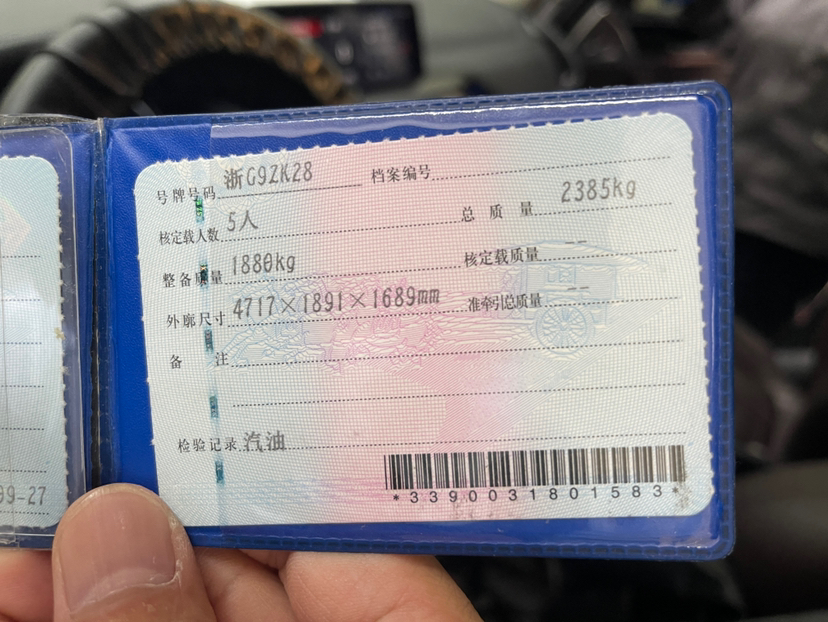 号牌号码 浙G9ZK28 档案编号
核定载人数 5人 总质量 2385kg
整备质量 1880kg 核定载质量 --
外廓尺寸 4717×1891×1689mm 准牵引总质量 --
备注
检验记录 汽油
*3390031801583*
99-27